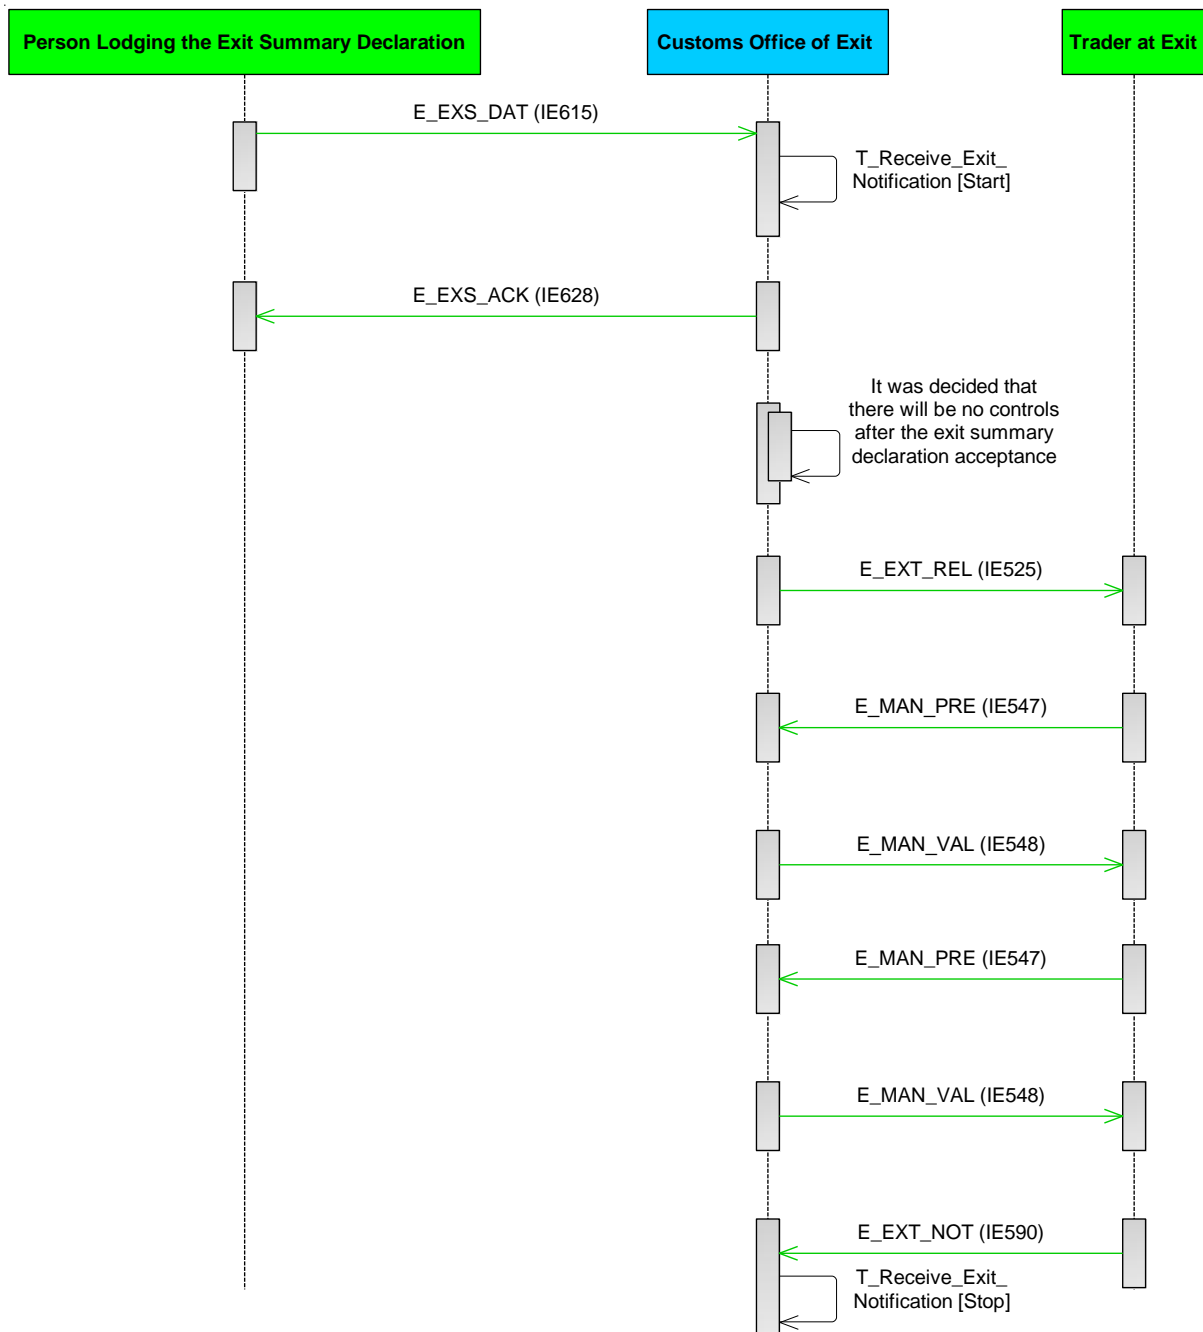 Person Lodging the Exit Summary Declaration
Customs Office of Exit
Trader at Exit
E_EXS_DAT (IE615)
T_Receive_Exit_
Notification [Start]
E_EXS_ACK (IE628)
It was decided that
there will be no controls
after the exit summary
declaration acceptance
E_EXT_REL (IE525)
E_MAN_PRE (IE547)
E_MAN_VAL (IE548)
E_MAN_PRE (IE547)
E_MAN_VAL (IE548)
E_EXT_NOT (IE590)
T_Receive_Exit_
Notification [Stop]